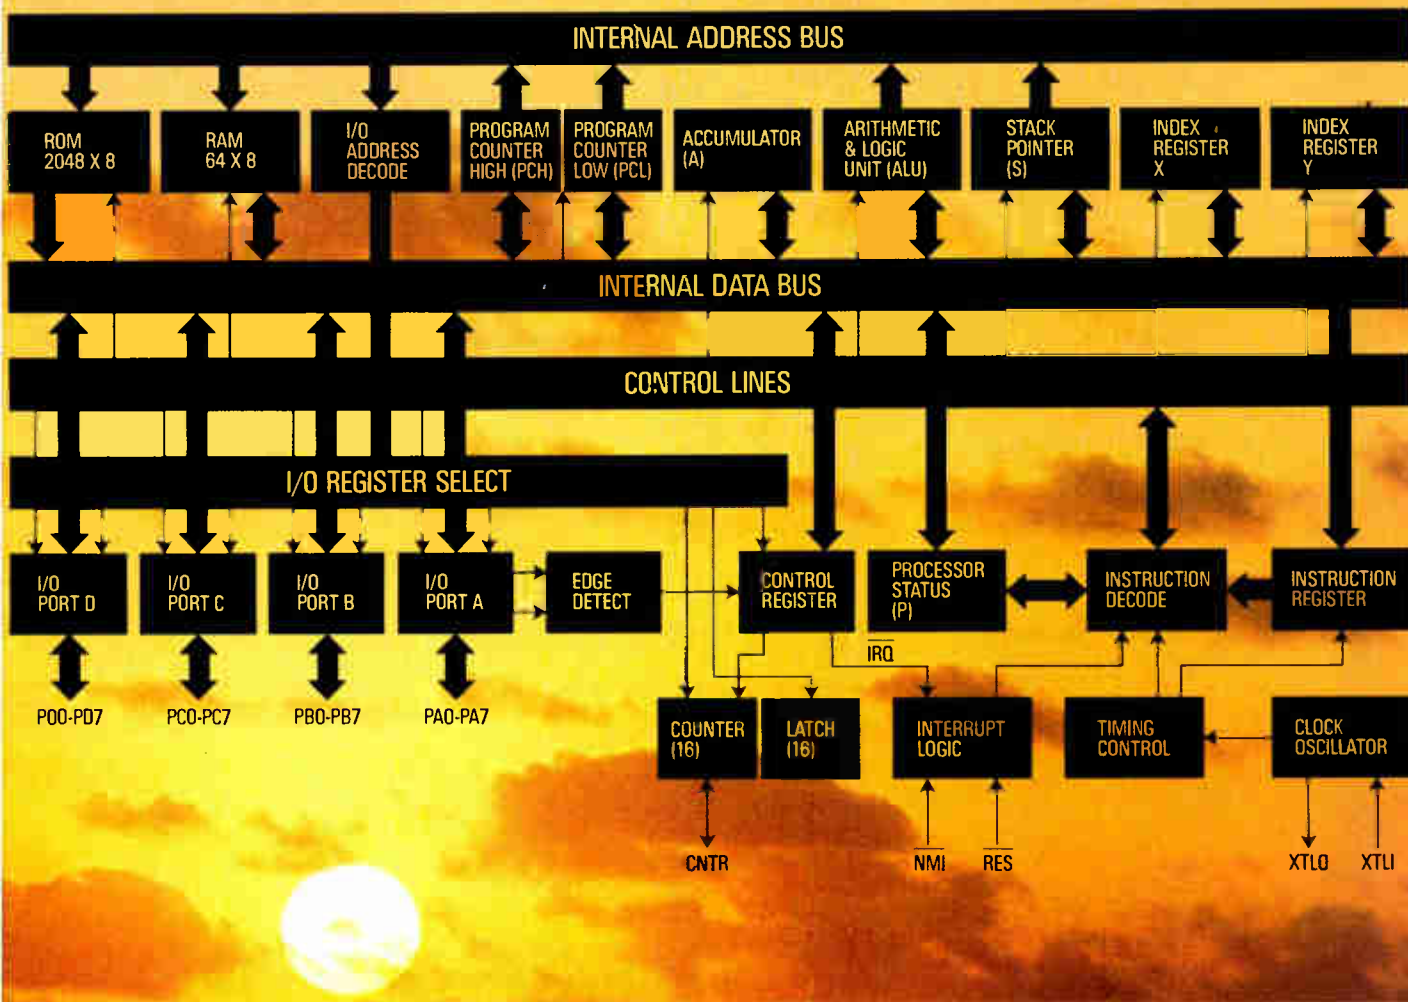 INTERNAL ADDRESS BUS
ROM
2048 X 8
RAM
64 X 8
I/O
ADDRESS
DECODE
PROGRAM
COUNTER
HIGH (PCH)
PROGRAM
COUNTER
LOW (PCL)
ACCUMULATOR
(A)
ARITHMETIC
& LOGIC
UNIT (ALU)
STACK
POINTER
(S)
INDEX
REGISTER
X
INDEX
REGISTER
Y
INTERNAL DATA BUS
CONTROL LINES
I/O REGISTER SELECT
I/O
PORT D
I/O
PORT C
I/O
PORT B
I/O
PORT A
EDGE
DETECT
CONTROL
REGISTER
PROCESSOR
STATUS
(P)
INSTRUCTION
DECODE
INSTRUCTION
REGISTER
IRQ
PO0-PD7
PC0-PC7
PB0-PB7
PA0-PA7
COUNTER
(16)
LATCH
(16)
INTERRUPT
LOGIC
TIMING
CONTROL
CLOCK
OSCILLATOR
CNTR
NMI
RES
XTLO
XTLI